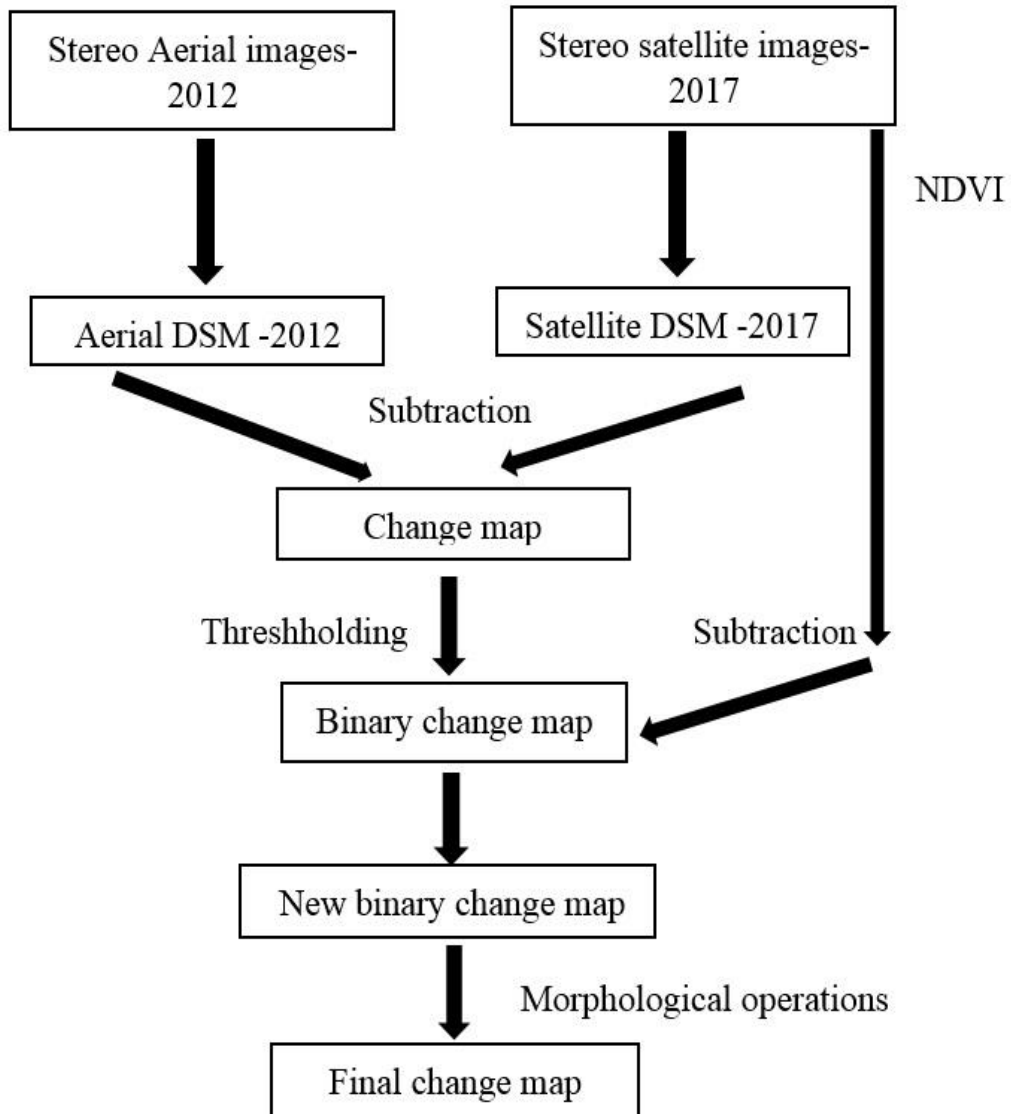 Stereo Aerial images-
2012
Stereo satellite images-
2017
NDVI
Aerial DSM -2012
Satellite DSM -2017
Subtraction
Change map
Threshholding
Subtraction
Binary change map
New binary change map
Morphological operations
Final change map